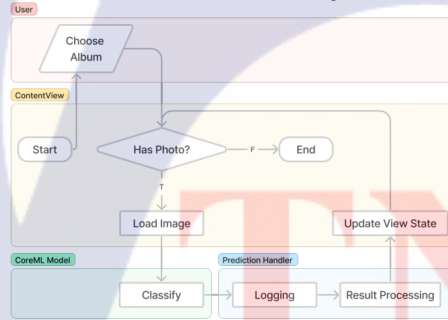 User
Choose
Album
ContentView
Start
Has Photo?
F
End
T
Load Image
Update View State
CoreML Model
Prediction Handler
Classify
Logging
Result Processing